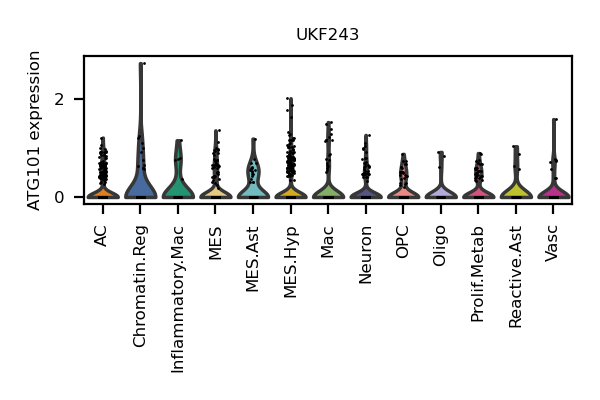 UKF243
ATG101 expression
2
0
AC
Chromatin.Reg
Inflammatory.Mac
MES
MES.Ast
MES.Hyp
Mac
Neuron
OPC
Oligo
Prolif.Metab
Reactive.Ast
Vasc